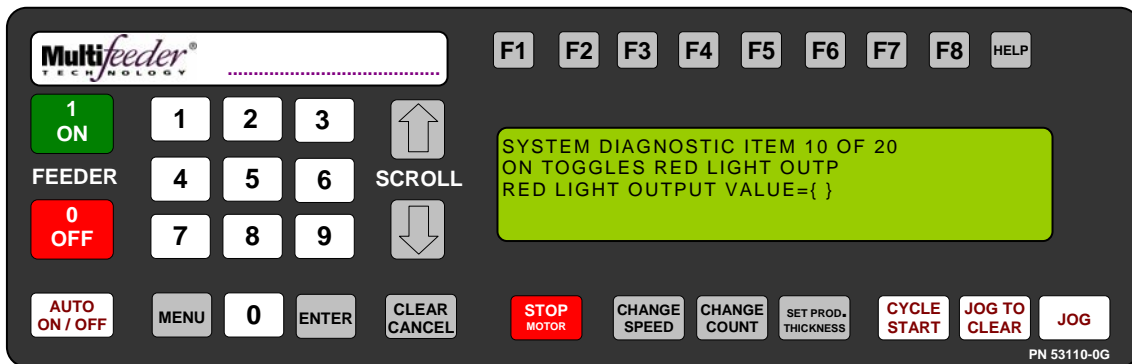 Multifeeder®
TECHNOLOGY
F1 F2 F3 F4 F5 F6 F7 F8 HELP
1
ON
FEEDER
0
OFF
1 2 3
4 5 6
7 8 9
SCROLL
SYSTEM DIAGNOSTIC ITEM 10 OF 20
ON TOGGLES RED LIGHT OUTP
RED LIGHT OUTPUT VALUE={ }
AUTO
ON / OFF
MENU
0
ENTER
CLEAR
CANCEL
STOP
MOTOR
CHANGE
SPEED
CHANGE
COUNT
SET PROD.
THICKNESS
CYCLE
START
JOG TO
CLEAR
JOG
PN 53110-0G